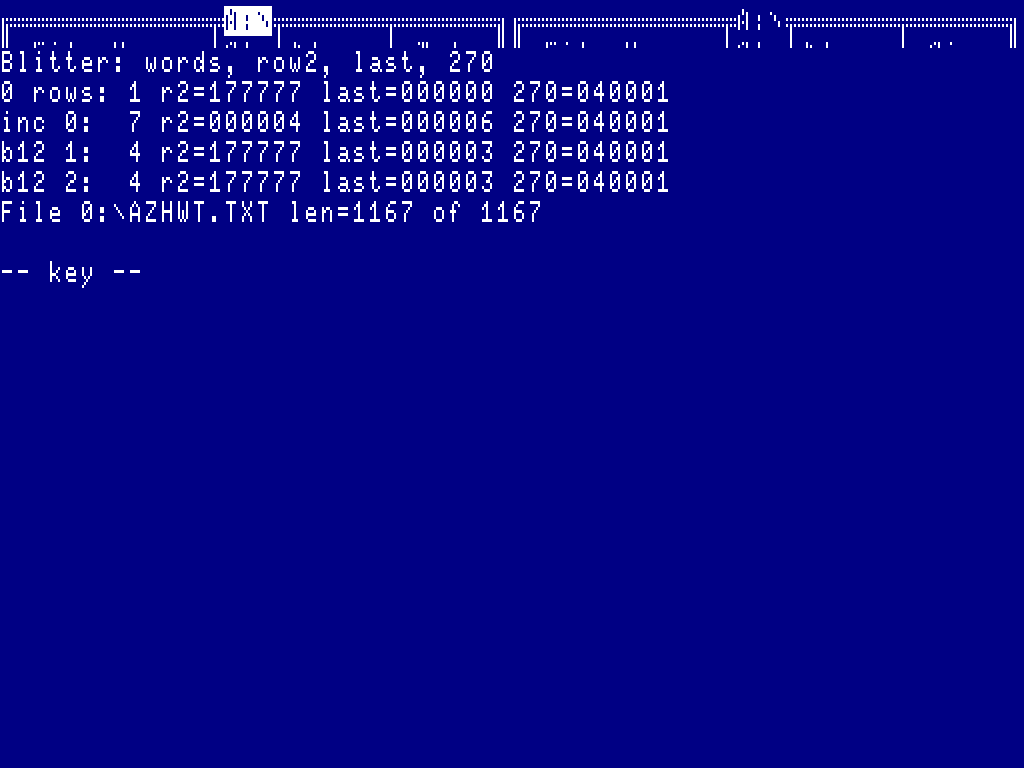 Blitter: words, row2, last, 270
0 rows: 1 r2=177777 last=000000 270=040001
inc 0:  7 r2=000004 last=000006 270=040001
b12 1:  4 r2=177777 last=000003 270=040001
b12 2:  4 r2=177777 last=000003 270=040001
File 0:\AZHWT.TXT len=1167 of 1167
-- key --